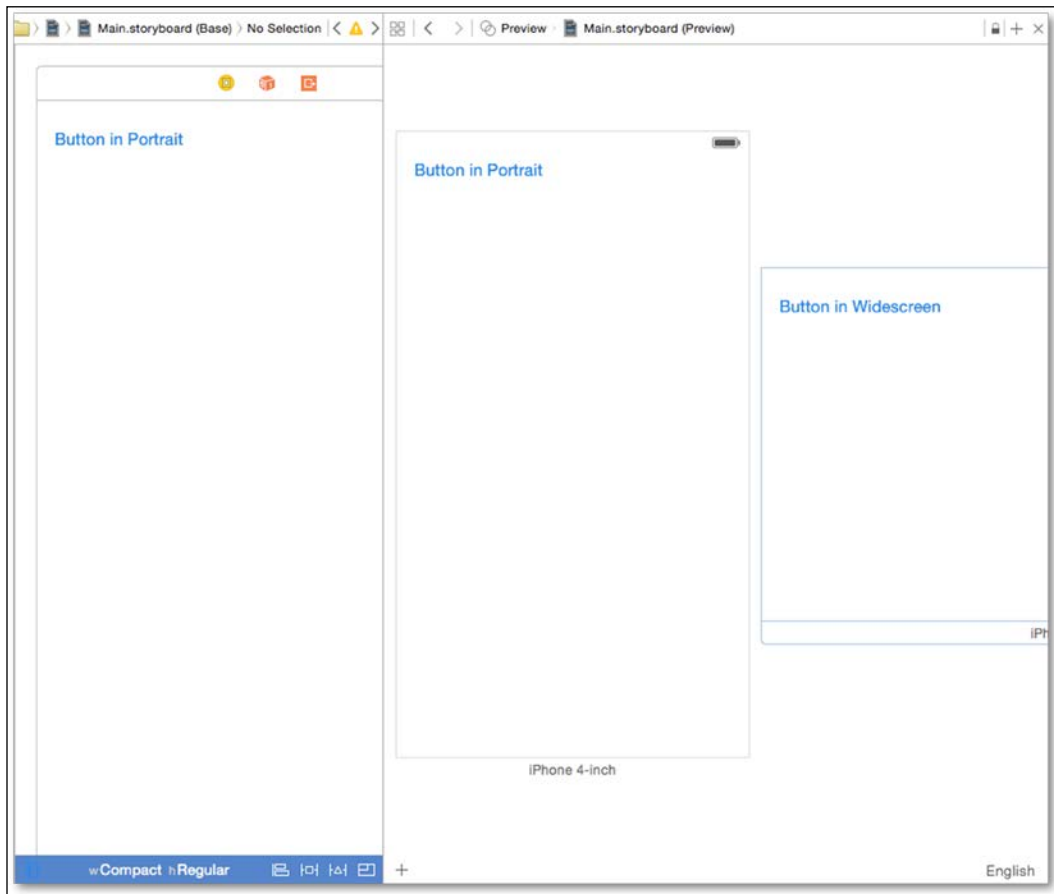 Main.storyboard (Base) No Selection
Preview Main.storyboard (Preview)
Button in Portrait
Button in Portrait
Button in Widescreen
iPh
iPhone 4-inch
wCompact hRegular
English